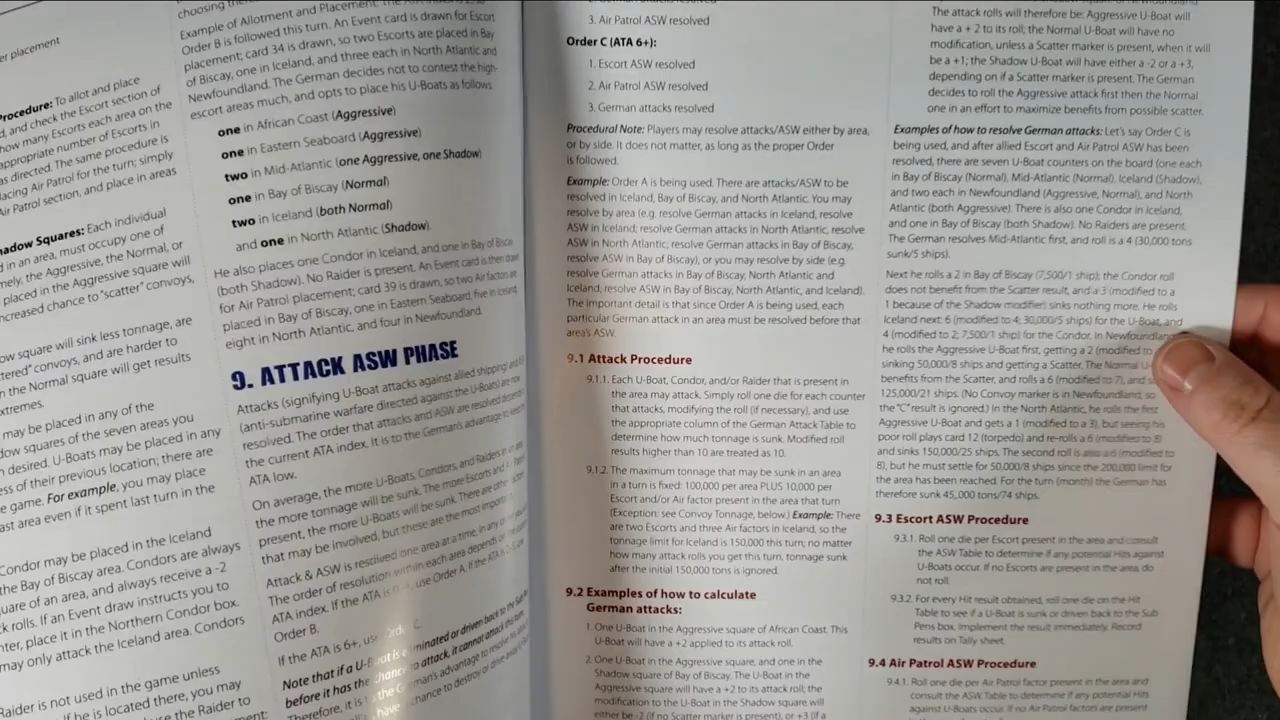 er placement
rocedure: To allot and place
d, and check the Escort section of
how many Escorts each area on the
appropriate number of Escorts in
as directed. The same procedure is
lacing Air Patrol for the turn; simply
Air Patrol section, and place in areas
hadow Squares: Each individual
d in an area, must occupy one of
mely, the Aggressive, the Normal, or
placed in the Aggressive square will
ncreased chance to "scatter" convoys,
ow square will sink less tonnage, are
tered" convoys, and are harder to
n the Normal square will get results
xtremes.
may be placed in any of the
dow squares of the seven areas you
n desired. U-Boats may be placed in any
ess of their previous location; there are
e game. For example, you may place
ast area even if it spent last turn in the
Condor may be placed in the Iceland
the Bay of Biscay area. Condors are always
uare of an area, and always receive a -2
ck rolls. If an Event draw instructs you to
nter, place it in the Northern Condor box.
may only attack the Iceland area. Condors
Raider is not used in the game unless
If he is located there, you may
use the Raider to
choosing
Example of Allotment and Placement:
Order B is followed this turn. An Event card is drawn for Escort
placement; card 34 is drawn, so two Escorts are placed in Bay
of Biscay, one in Iceland, and three each in North Atlantic and
Newfoundland. The German decides not to contest the high-
escort areas much, and opts to place his U-Boats as follows.
one in African Coast (Aggressive)
one in Eastern Seaboard (Aggressive)
two in Mid-Atlantic (one Aggressive, one Shadow)
one in Bay of Biscay (Normal)
two in Iceland (both Normal)
and one in North Atlantic (Shadow).
He also places one Condor in Iceland, and one in Bay of Biscay
(both Shadow). No Raider is present. An Event card is then drawn
for Air Patrol placement; card 39 is drawn, so two Air factors are
placed in Bay of Biscay, one in Eastern Seaboard, five in Iceland,
eight in North Atlantic, and four in Newfoundland.
9. ATTACK ASW PHASE
Attacks (signifying U-Boat attacks against allied shipping) and
(anti-submarine warfare directed against the U-Boats) are now
resolved. The order that attacks and ASW are resolved depends
the current ATA index. It is to the German's advantage to keep
ATA low.
On average, the more U-Boats, Condors, and Raiders in
the more tonnage will be sunk. The more Escorts and
present, the more U-Boats will be sunk. There are other
that may be involved, but these are the most important.
Attack & ASW is resolved one area at a time, in any
The order of resolution within each area depends
ATA index. If the ATA is use Order A. If the ATA is
Order B.
If the ATA is 6+, use Order C.
Note that if a U-Boat is eliminated or driven back to the Sub
before it has the chance to attack, it cannot attack
Therefore, it is the German's advantage to resolve
have chance to destroy or drive
3. Air Patrol ASW resolved
Order C (ATA 6+):
1. Escort ASW resolved
2. Air Patrol ASW resolved
3. German attacks resolved
Procedural Note: Players may resolve attacks/ASW either by area,
or by side. It does not matter, as long as the proper Order
is followed.
Example: Order A is being used. There are attacks/ASW to be
resolved in Iceland, Bay of Biscay, and North Atlantic. You may
resolve by area (e.g. resolve German attacks in Iceland, resolve
ASW in Iceland; resolve German attacks in North Atlantic, resolve
ASW in North Atlantic; resolve German attacks in Bay of Biscay,
resolve ASW in Bay of Biscay), or you may resolve by side (e.g.
resolve German attacks in Bay of Biscay, North Atlantic and
Iceland; resolve ASW in Bay of Biscay, North Atlantic, and Iceland).
The important detail is that since Order A is being used, each
particular German attack in an area must be resolved before that
area's ASW.
9.1 Attack Procedure
9.1.1. Each U-Boat, Condor, and/or Raider that is present in
the area may attack. Simply roll one die for each counter
that attacks, modifying the roll (if necessary), and use
the appropriate column of the German Attack Table to
determine how much tonnage is sunk. Modified roll
results higher than 10 are treated as 10.
9.1.2. The maximum tonnage that may be sunk in an area
in a turn is fixed: 100,000 per area PLUS 10,000 per
Escort and/or Air factor present in the area that turn
(Exception: see Convoy Tonnage, below.) Example: There
are two Escorts and three Air factors in Iceland, so the
tonnage limit for Iceland is 150,000 this turn; no matter
how many attack rolls you get this turn, tonnage sunk
after the initial 150,000 tons is ignored.
9.2 Examples of how to calculate
German attacks:
1. One U-Boat in the Aggressive square of African Coast. This
U-Boat will have a +2 applied to its attack roll.
2. One U-Boat in the Aggressive square, and one in the
Shadow square of Bay of Biscay. The U-Boat in the
Aggressive square will have a +2 to its attack roll; the
modification to the U-Boat in the Shadow square will
either be -2 (if no Scatter marker is present), or +3 (if a
The attack rolls will therefore be: Aggressive U-Boat will
have a + 2 to its roll; the Normal U-Boat will have no
modification, unless a Scatter marker is present, when it will
be a +1; the Shadow U-Boat will have either a -2 or a +3,
depending on if a Scatter marker is present. The German
decides to roll the Aggressive attack first then the Normal
one in an effort to maximize benefits from possible scatter.
Examples of how to resolve German attacks: Let's say Order C is
being used, and after allied Escort and Air Patrol ASW has been
resolved, there are seven U-Boat counters on the board (one each
in Bay of Biscay (Normal), Mid-Atlantic (Normal), Iceland (Shadow),
and two each in Newfoundland (Aggressive, Normal), and North
Atlantic (both Aggressive). There is also one Condor in Iceland,
and one in Bay of Biscay (both Shadow). No Raiders are present.
The German resolves Mid-Atlantic first, and roll is a 4 (30,000 tons
sunk/5 ships).
Next he rolls a 2 in Bay of Biscay (7,500/1 ship); the Condor roll
does not benefit from the Scatter result, and a 3 (modified to a
1 because of the Shadow modifier) sinks nothing more. He rolls
Iceland next: 6 (modified to 4; 30,000/5 ships) for the U-Boat, and
4 (modified to 2; 7,500/1 ship) for the Condor. In Newfoundland
he rolls the Aggressive U-Boat first, getting a 2 (modified to
sinking 50,000/8 ships and getting a Scatter. The Normal U-
benefits from the Scatter, and rolls a 6 (modified to 7), and
125,000/21 ships. (No Convoy marker is in Newfoundland, so
the "C" result is ignored.) In the North Atlantic, he rolls the first
Aggressive U-Boat and gets a 1 (modified to a 3), but seeing his
poor roll plays card 12 (torpedo) and re-rolls a 6 (modified to 8)
and sinks 150,000/25 ships. The second roll is also a 6 (modified to
8), but he must settle for 50,000/8 ships since the 200,000 limit for
the area has been reached. For the turn (month) the German has
therefore sunk 45,000 tons/74 ships.
9.3 Escort ASW Procedure
9.3.1. Roll one die per Escort present in the area and consult
the ASW Table to determine if any potential Hits against
U-Boats occur. If no Escorts are present in the area, do
not roll.
9.3.2. For every Hit result obtained, roll one die on the Hit
Table to see if a U-Boat is sunk or driven back to the Sub
Pens box. Implement the result immediately. Record
results on Tally sheet.
9.4 Air Patrol ASW Procedure
9.4.1. Roll one die per Air Patrol factor present in the area and
consult the ASW Table to determine if any potential Hits
against U-Boats occur. If no Air Patrol factors are present